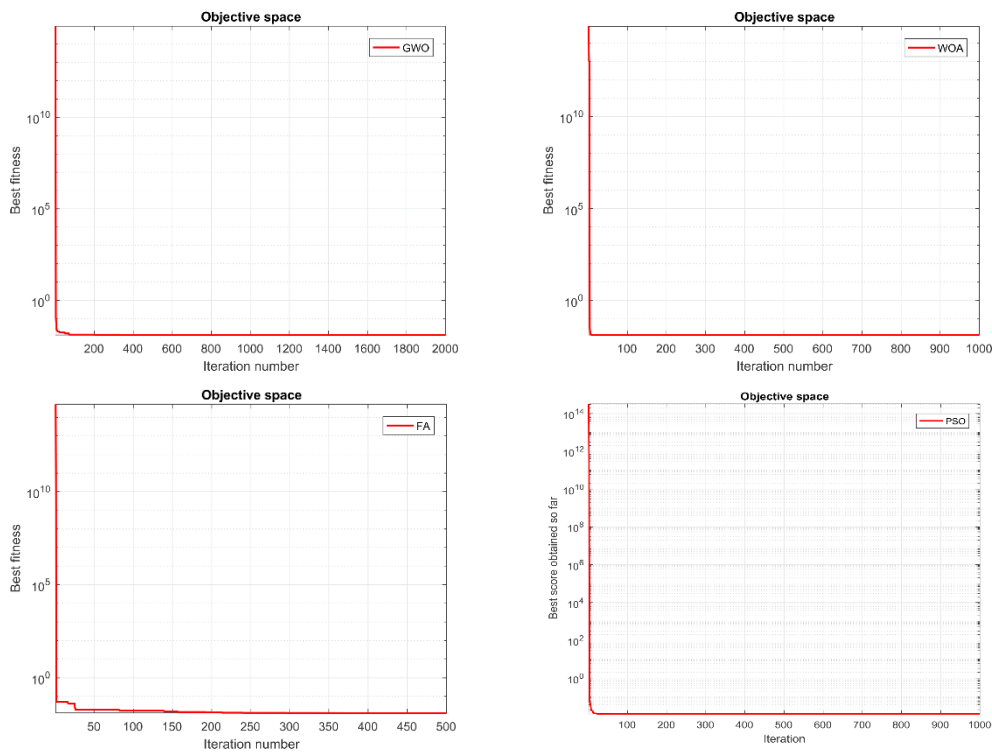 Objective space
GWO
10^10
10^5
10^0
Best fitness
200 400 600 800 1000 1200 1400 1600 1800 2000
Iteration number
Objective space
WOA
10^10
10^5
10^0
Best fitness
100 200 300 400 500 600 700 800 900 1000
Iteration number
Objective space
FA
10^10
10^5
10^0
Best fitness
50 100 150 200 250 300 350 400 450 500
Iteration number
Objective space
PSO
10^14
10^12
10^10
10^8
10^6
10^4
10^2
10^0
Best score obtained so far
100 200 300 400 500 600 700 800 900 1000
Iteration